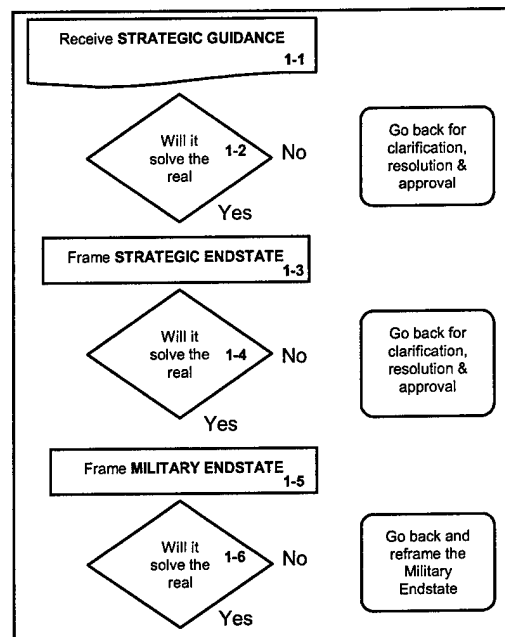 Receive STRATEGIC GUIDANCE
1-1
Will it
solve the
real
1-2
No
Go back for
clarification,
resolution &
approval
Yes
Frame STRATEGIC ENDSTATE
1-3
Will it
solve the
real
1-4
No
Go back for
clarification,
resolution &
approval
Yes
Frame MILITARY ENDSTATE
1-5
Will it
solve the
real
1-6
No
Go back and
reframe the
Military
Endstate
Yes